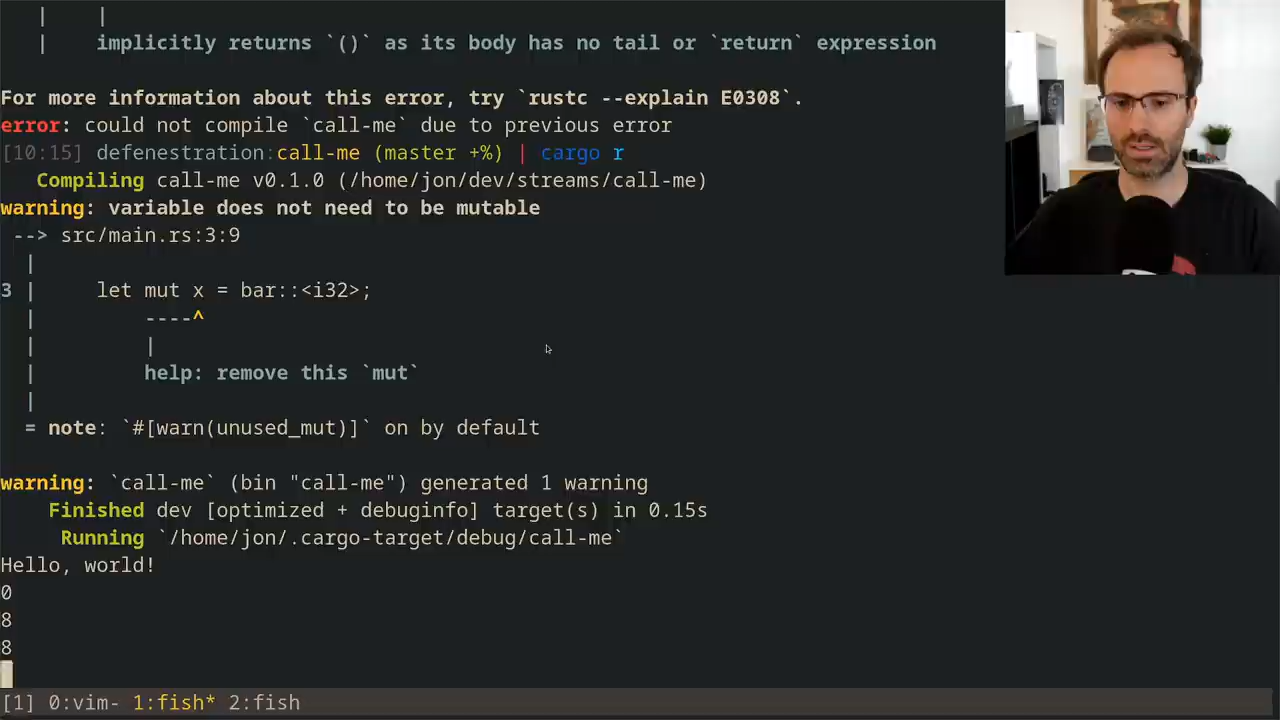 |    |
|    implicitly returns `()` as its body has no tail or `return` expression
For more information about this error, try `rustc --explain E0308`.
error: could not compile `call-me` due to previous error
[10:15] defenestration:call-me (master +%) | cargo r
   Compiling call-me v0.1.0 (/home/jon/dev/streams/call-me)
warning: variable does not need to be mutable
 --> src/main.rs:3:9
  |
3 |     let mut x = bar::<i32>;
  |         ----^
  |         |
  |         help: remove this `mut`
  |
  = note: `#[warn(unused_mut)]` on by default
warning: `call-me` (bin "call-me") generated 1 warning
    Finished dev [optimized + debuginfo] target(s) in 0.15s
     Running `/home/jon/.cargo-target/debug/call-me`
Hello, world!
0
8
8
[1] 0:vim- 1:fish* 2:fish